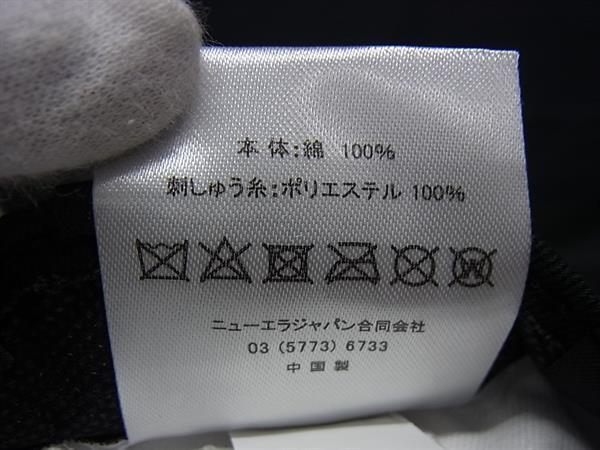 本体:綿 100%
刺しゅう糸:ポリエステル 100%
W
ニューエラジャパン合同会社
03 (5773) 6733
中国製